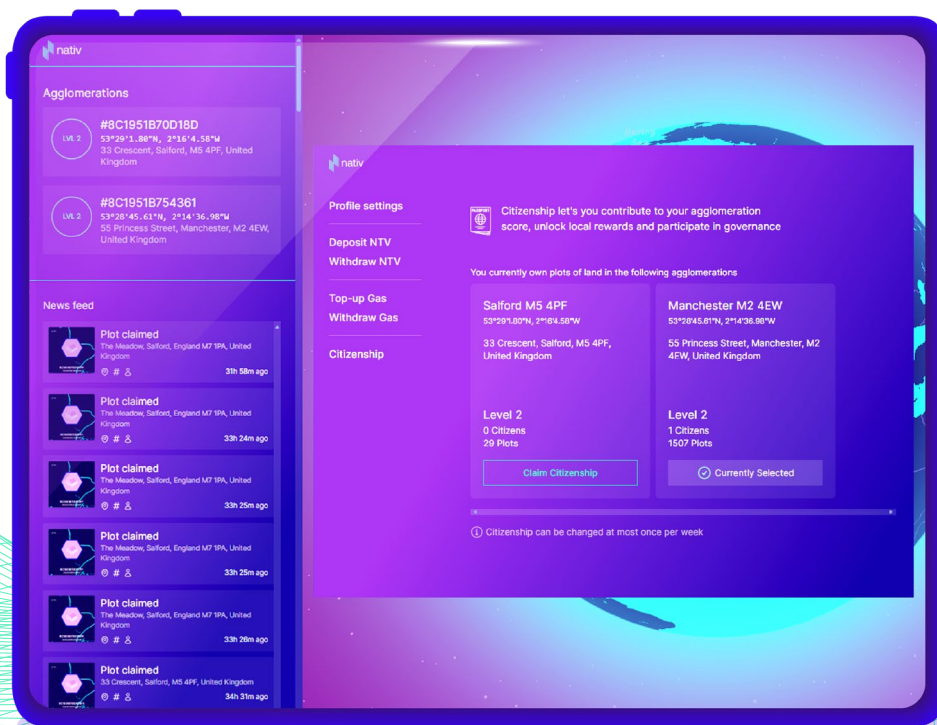 nativ
Agglomerations
LVL 2
#8C1951B70D18D
53°29'1.80"N, 2°16'4.58"W
33 Crescent, Salford, M5 4PF, United
Kingdom
LVL 2
#8C1951B754361
53°28'45.61"N, 2°14'36.98"W
55 Princess Street, Manchester, M2 4EW,
United Kingdom
News feed
Plot claimed
The Meadow, Salford, England M7 1PA, United
Kingdom
#
31h 58m ago
Plot claimed
The Meadow, Salford, England M7 1PA, United
Kingdom
#
33h 24m ago
Plot claimed
The Meadow, Salford, England M7 1PA, United
Kingdom
#
33h 25m ago
Plot claimed
The Meadow, Salford, England M7 1PA, United
Kingdom
#
33h 25m ago
Plot claimed
The Meadow, Salford, England M7 1PA, United
Kingdom
#
33h 26m ago
Plot claimed
33 Crescent, Salford, M5 4PF, United Kingdom
#
34h 31m ago
nativ
Profile settings
Deposit NTV
Withdraw NTV
Top-up Gas
Withdraw Gas
Citizenship
PASSPORT
Citizenship let's you contribute to your agglomeration
score, unlock local rewards and participate in governance
You currently own plots of land in the following agglomerations
Salford M5 4PF
53°29'1.80"N, 2°16'4.58"W
33 Crescent, Salford, M5 4PF,
United Kingdom
Level 2
0 Citizens
29 Plots
Claim Citizenship
Manchester M2 4EW
53°28'45.61"N, 2°14'36.98"W
55 Princess Street, Manchester, M2
4EW, United Kingdom
Level 2
1 Citizens
1507 Plots
Currently Selected
Citizenship can be changed at most once per week